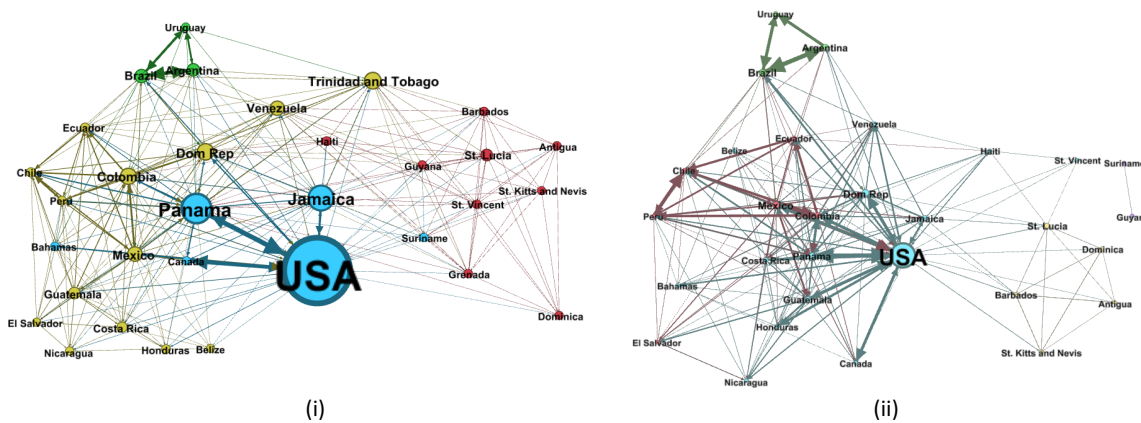 Uruguay
Brazil
Argentina
Trinidad and Tobago
Venezuela
Barbados
Ecuador
Haiti
Antigua
Dom Rep
St. Lucia
Guyana
Chile
Colombia
St. Kitts and Nevis
Peru
Panama
Jamaica
St. Vincent
Suriname
Bahamas
Mexico
Canada
USA
Grenada
Guatemala
Dominica
El Salvador
Costa Rica
Nicaragua
Honduras
Belize
(i)
Uruguay
Argentina
Brazil
Venezuela
Ecuador
Belize
Haiti
St. Vincent
Suriname
Chile
Dom Rep
Mexico
Peru
Colombia
Jamaica
Guyana
St. Lucia
Costa Rica
Panama
USA
Dominica
Bahamas
Guatemala
Barbados
Antigua
Honduras
El Salvador
St. Kitts and Nevis
Canada
Nicaragua
(ii)